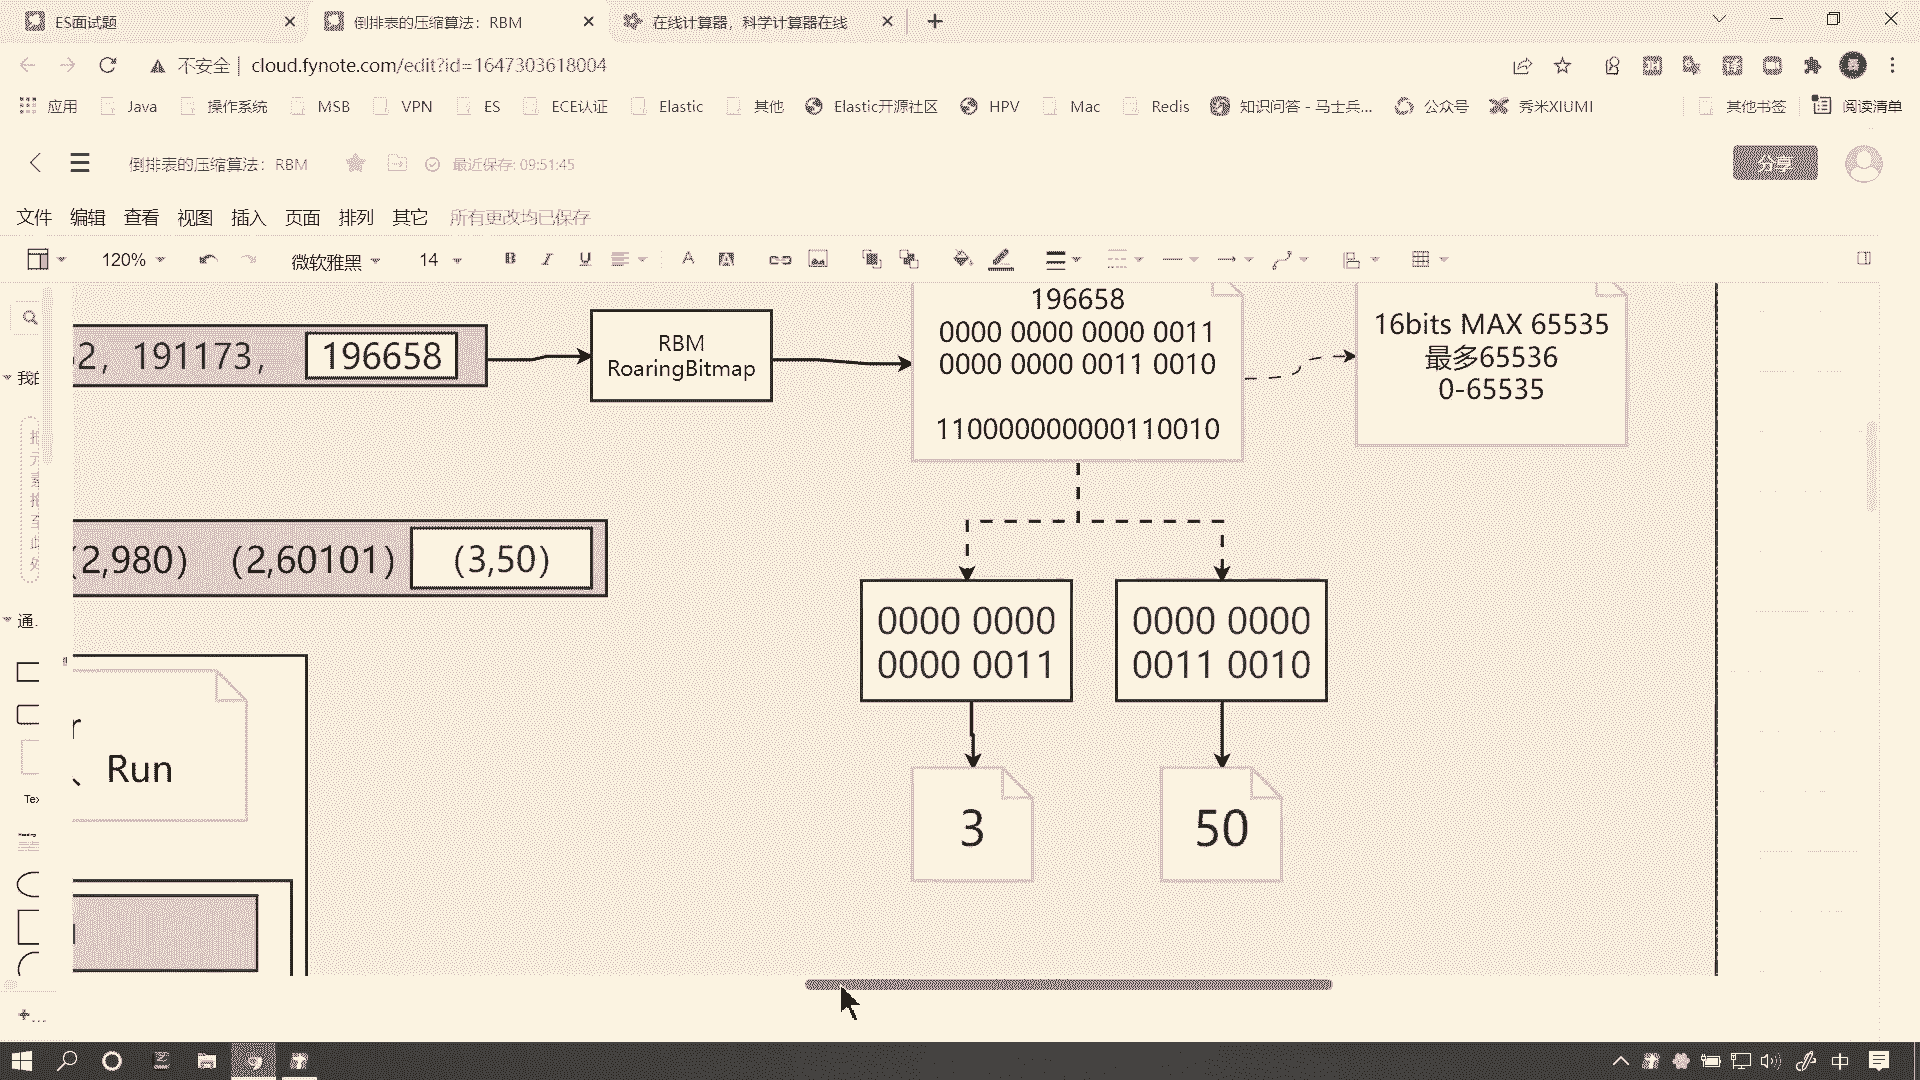 ES面试题
倒排表的压缩算法：RBM
在线计算器，科学计算器在线
不安全
cloud.fynote.com/edit?id=1647303618004
应用
Java
操作系统
MSB
VPN
ES
ECE认证
Elastic
其他
Elastic开源社区
HPV
Mac
Redis
知识问答 - 马士兵...
公众号
秀米XIUMI
其他书签
阅读清单
倒排表的压缩算法：RBM
最近保存: 09:51:45
分享
文件 编辑 查看 视图 插入 页面 排列 其它 所有更改均已保存
120%
微软雅黑
14
B I U
A A
196658
0000 0000 0000 0011
0000 0000 0011 0010
110000000000110010
16bits MAX 65535
最多65536
0-65535
2, 191173,
196658
RBM
RoaringBitmap
(2,980) (2,60101) (3,50)
0000 0000
0000 0011
0000 0000
0011 0010
3
50
、Run
我的
通.
Tex
中